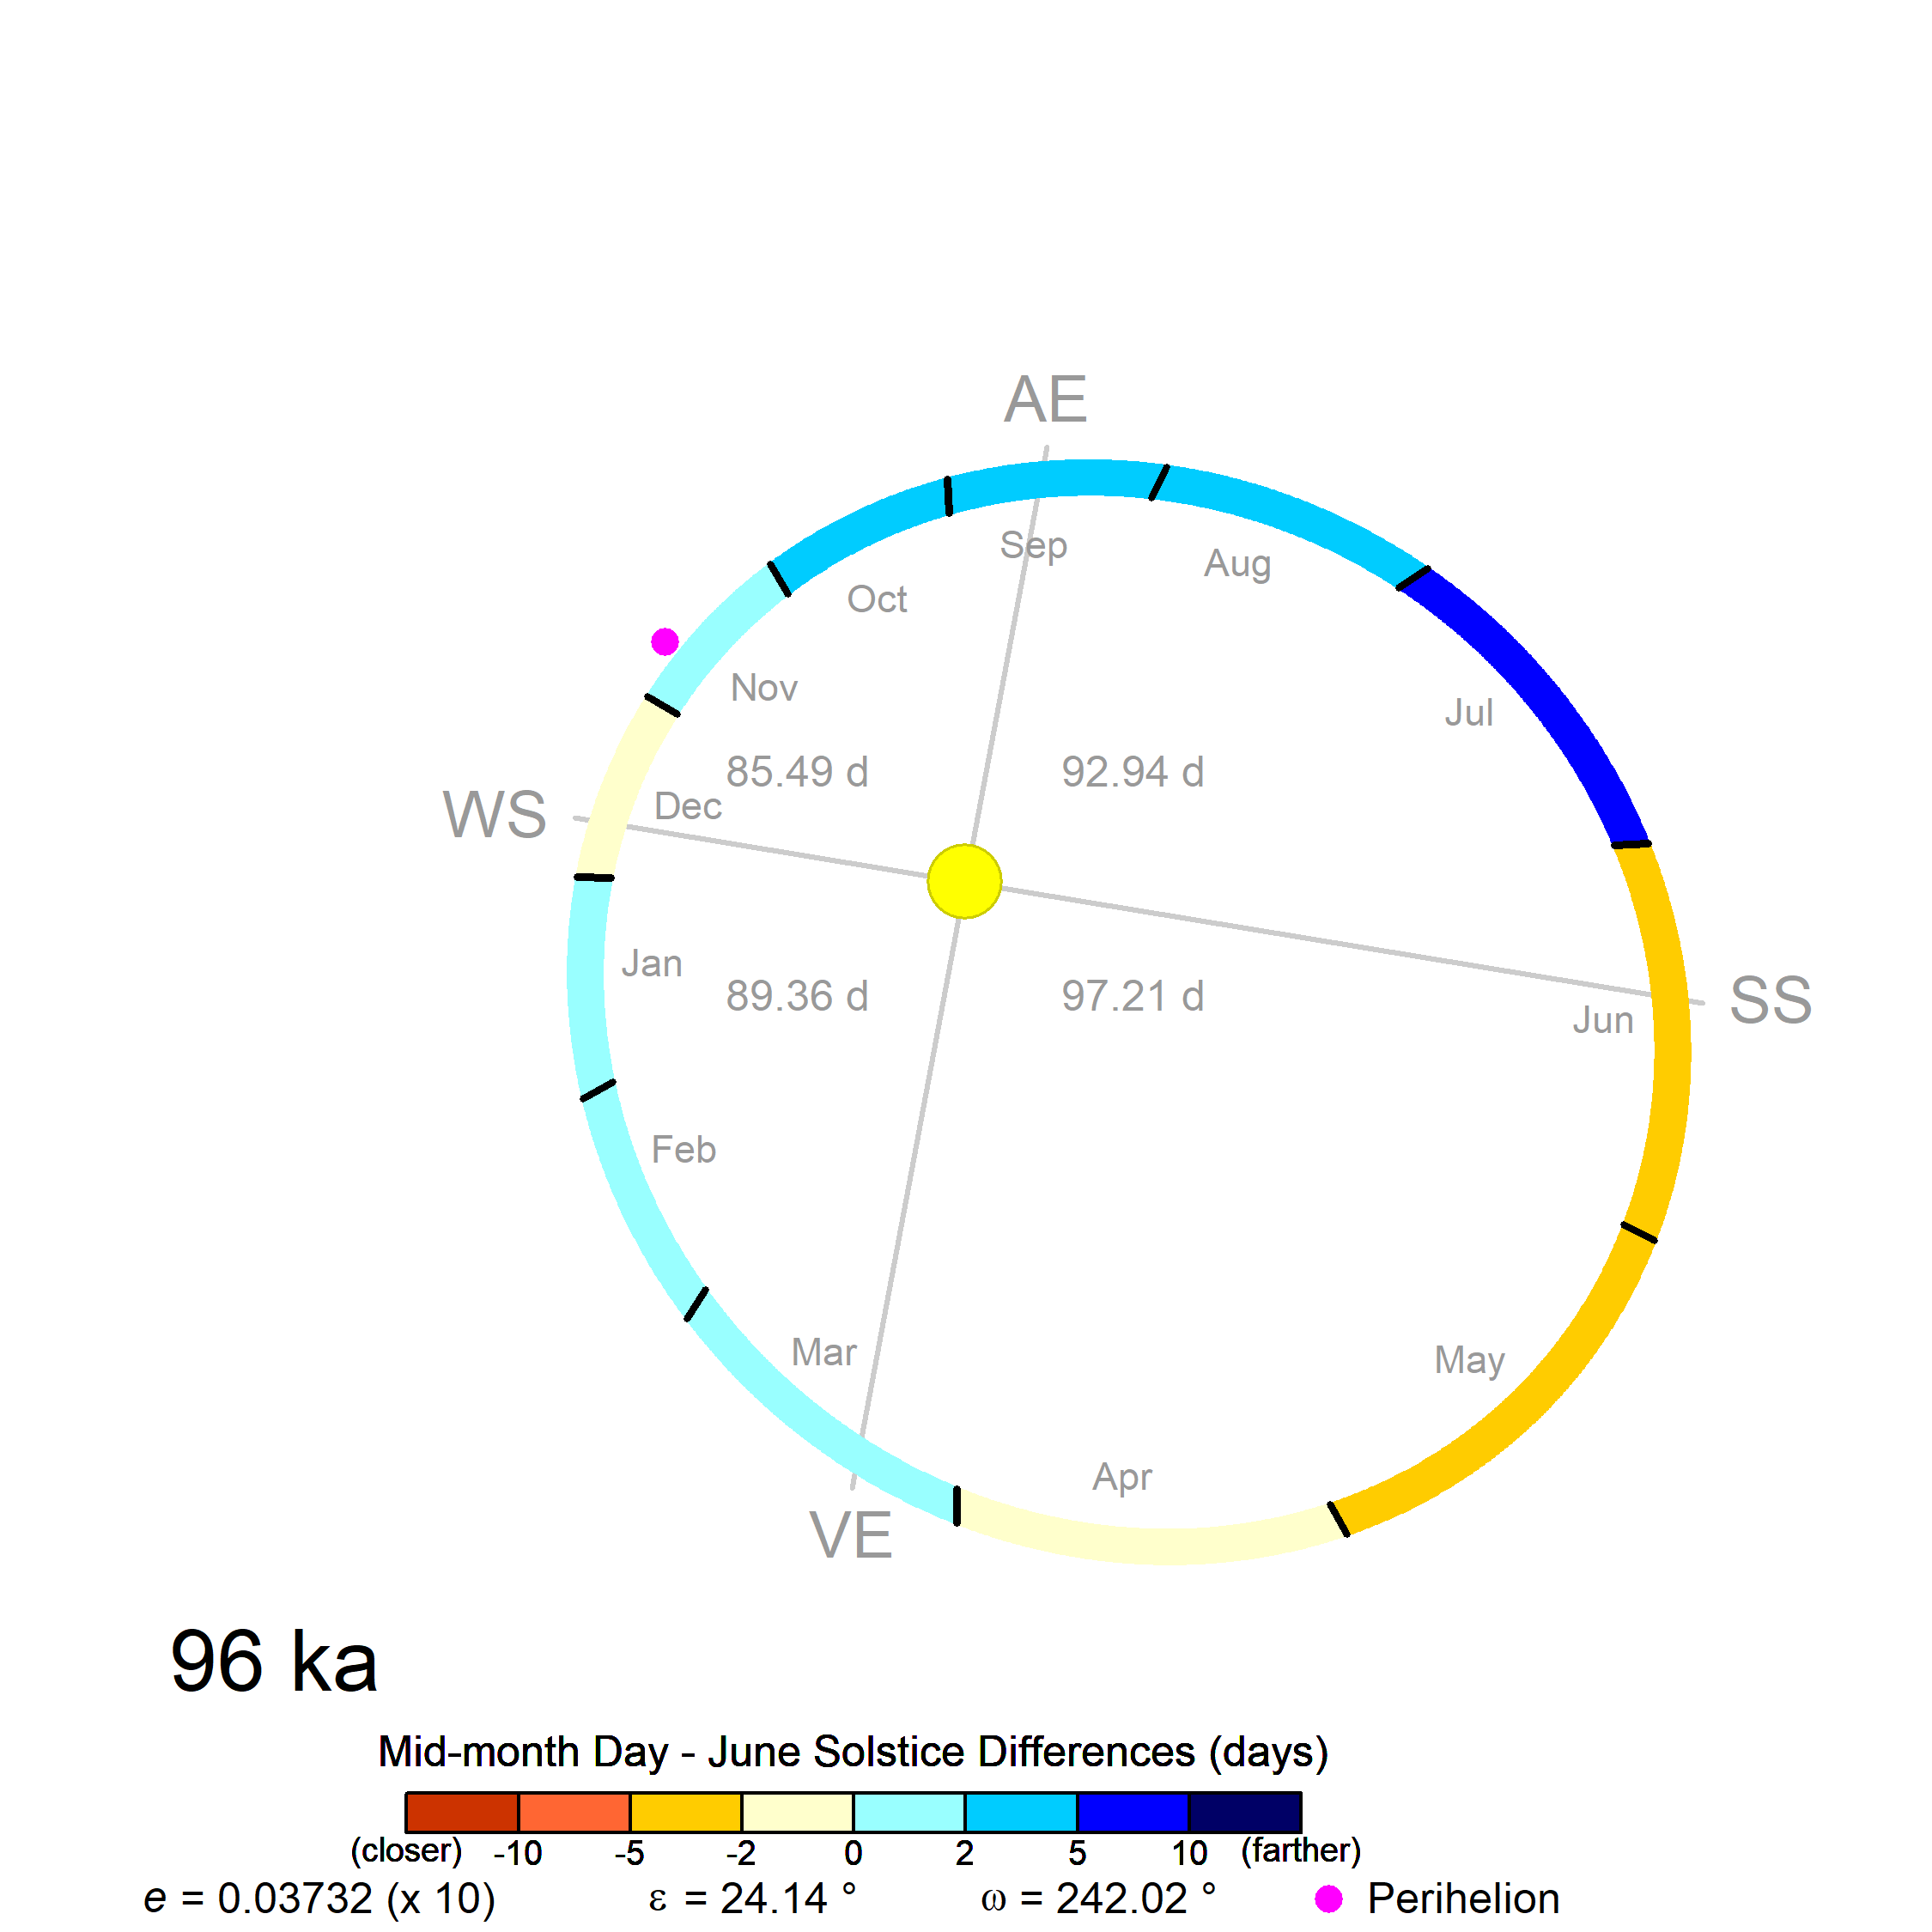 AE
Sep
Aug
Oct
Nov
Jul
85.49 d
92.94 d
WS
Dec
Jan
89.36 d
97.21 d
SS
Jun
Feb
Mar
May
Apr
VE
96 ka
Mid-month Day - June Solstice Differences (days)
(closer) -10 -5 -2 0 2 5 10 (farther)
e = 0.03732 (x 10) ε = 24.14 ° ω = 242.02 ° Perihelion